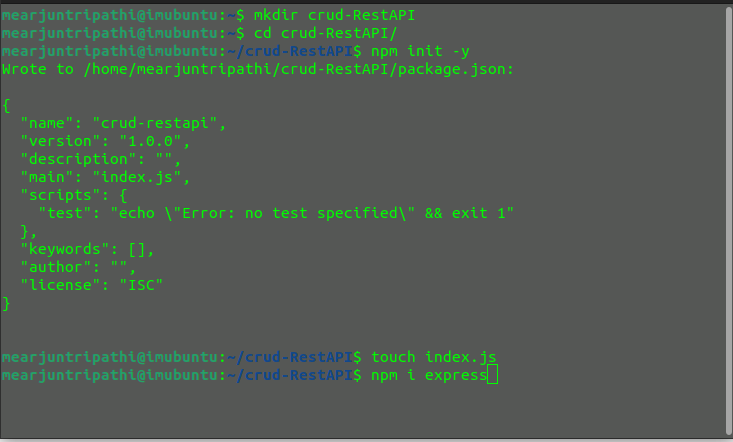 mearjuntripathi@imubuntu:~$ mkdir crud-RestAPI
mearjuntripathi@imubuntu:~$ cd crud-RestAPI/
mearjuntripathi@imubuntu:~/crud-RestAPI$ npm init -y
Wrote to /home/mearjuntripathi/crud-RestAPI/package.json:

{
  "name": "crud-restapi",
  "version": "1.0.0",
  "description": "",
  "main": "index.js",
  "scripts": {
    "test": "echo \"Error: no test specified\" && exit 1"
  },
  "keywords": [],
  "author": "",
  "license": "ISC"
}

mearjuntripathi@imubuntu:~/crud-RestAPI$ touch index.js
mearjuntripathi@imubuntu:~/crud-RestAPI$ npm i express